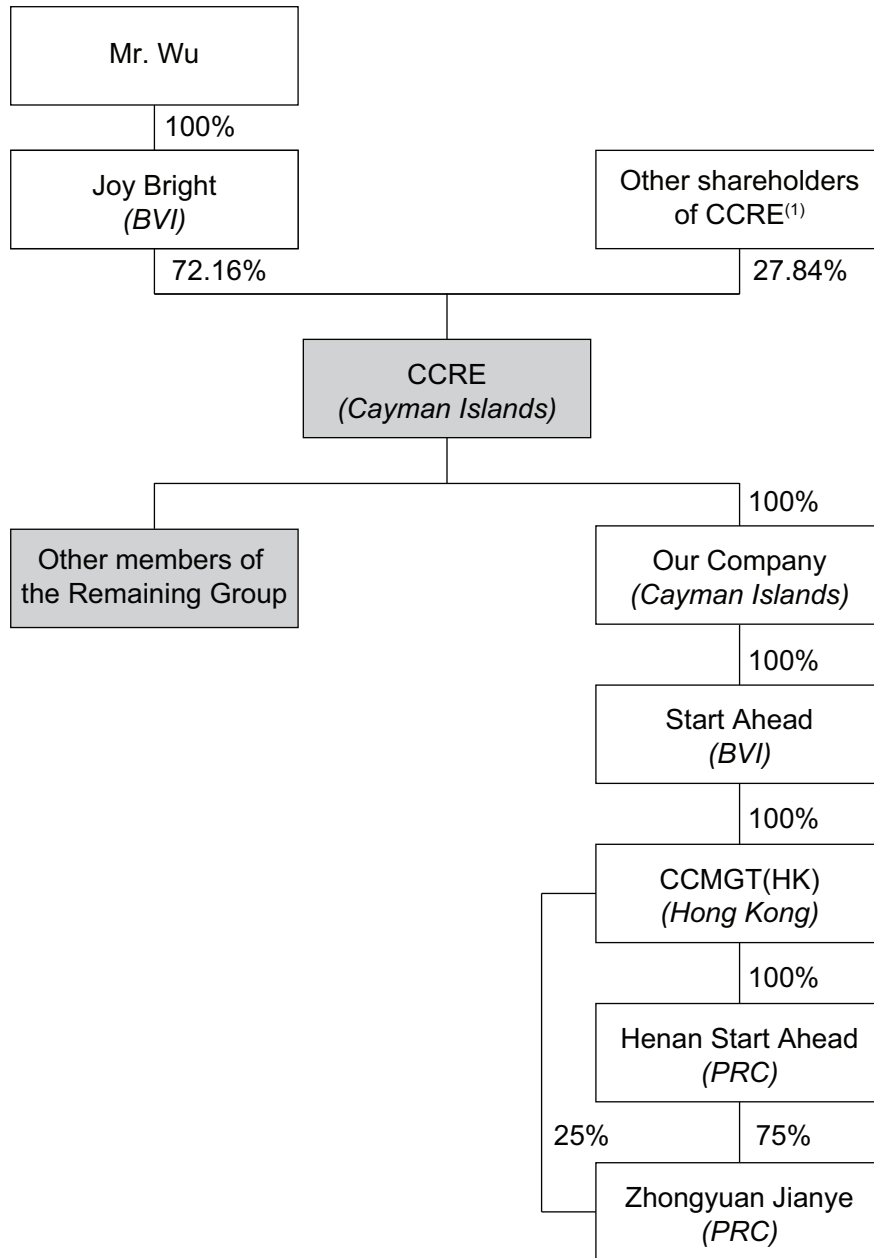 Mr. Wu
100%
Joy Bright
(BVI)
Other shareholders
of CCRE(1)
72.16%
27.84%
CCRE
(Cayman Islands)
100%
Other members of
the Remaining Group
Our Company
(Cayman Islands)
100%
Start Ahead
(BVI)
100%
CCMGT(HK)
(Hong Kong)
100%
Henan Start Ahead
(PRC)
25%
75%
Zhongyuan Jianye
(PRC)